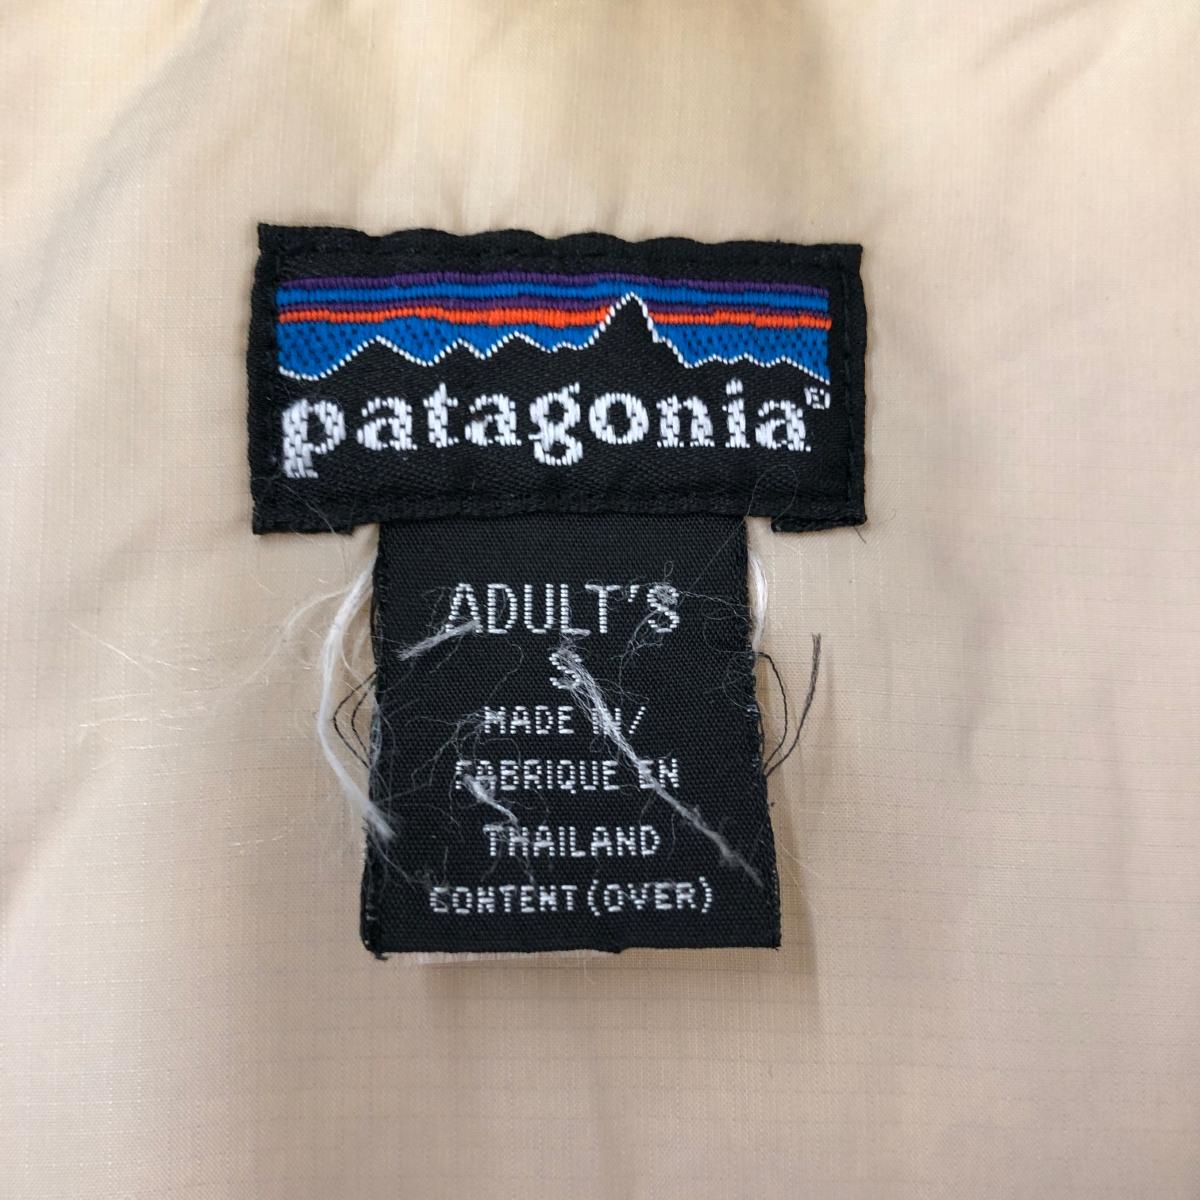 patagonia®
ADULT'S
S
MADE IN/
FABRIQUE EN
THAILAND
CONTENT (OVER)